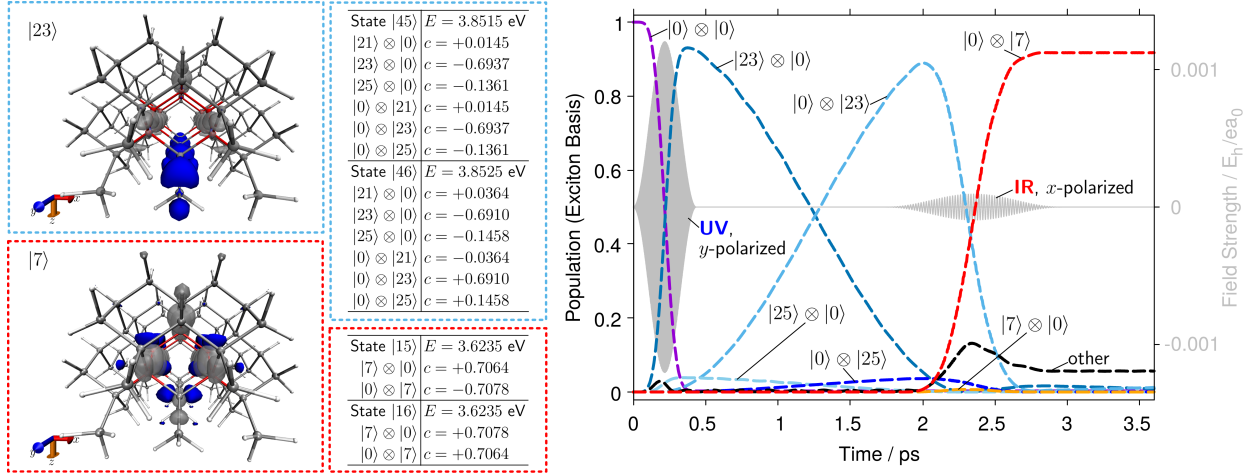 |23⟩
y
x
z
|7⟩
y
x
z
State |45⟩ E = 3.8515 eV
|21⟩ ⊗ |0⟩ c = +0.0145
|23⟩ ⊗ |0⟩ c = −0.6937
|25⟩ ⊗ |0⟩ c = −0.1361
|0⟩ ⊗ |21⟩ c = +0.0145
|0⟩ ⊗ |23⟩ c = −0.6937
|0⟩ ⊗ |25⟩ c = −0.1361
State |46⟩ E = 3.8525 eV
|21⟩ ⊗ |0⟩ c = +0.0364
|23⟩ ⊗ |0⟩ c = −0.6910
|25⟩ ⊗ |0⟩ c = −0.1458
|0⟩ ⊗ |21⟩ c = −0.0364
|0⟩ ⊗ |23⟩ c = +0.6910
|0⟩ ⊗ |25⟩ c = +0.1458
State |15⟩ E = 3.6235 eV
|7⟩ ⊗ |0⟩ c = +0.7064
|0⟩ ⊗ |7⟩ c = −0.7078
State |16⟩ E = 3.6235 eV
|7⟩ ⊗ |0⟩ c = +0.7078
|0⟩ ⊗ |7⟩ c = +0.7064
Population (Exciton Basis)
1
0.8
0.6
0.4
0.2
0
|0⟩ ⊗ |0⟩
|23⟩ ⊗ |0⟩
|0⟩ ⊗ |23⟩
|0⟩ ⊗ |7⟩
UV,
y-polarized
IR, x-polarized
|25⟩ ⊗ |0⟩
|0⟩ ⊗ |25⟩
|7⟩ ⊗ |0⟩
other
0 0.5 1 1.5 2 2.5 3 3.5
Time / ps
0.001
0
-0.001
Field Strength / E_h/ea_0